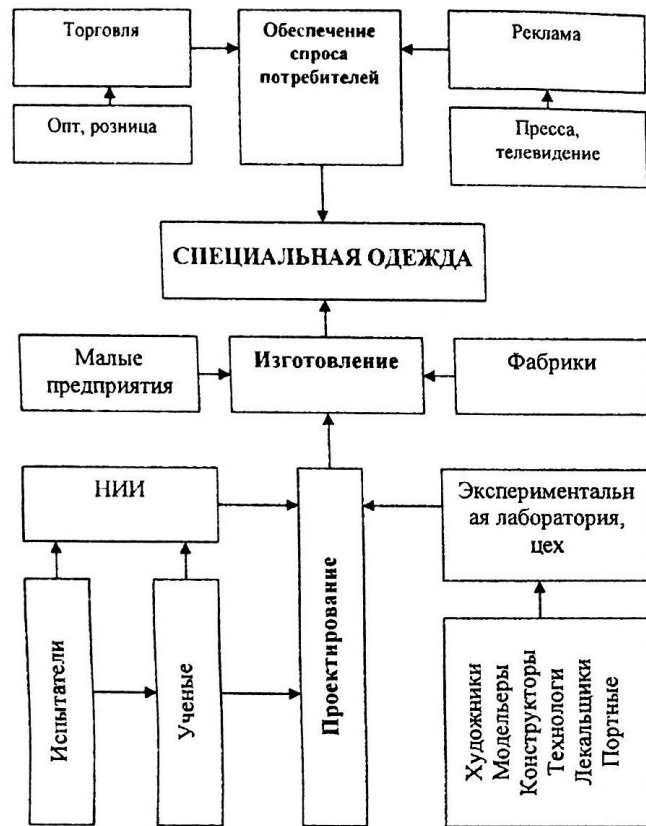 Торговля
Обеспечение
спроса
потребителей
Реклама
Опт, розница
Пресса,
телевидение
СПЕЦИАЛЬНАЯ ОДЕЖДА
Малые
предприятия
Изготовление
Фабрики
НИИ
Экспериментальн
ая лаборатория,
цех
Испытатели
Ученые
Проектирование
Художники
Модельеры
Конструкторы
Технологи
Лекальщики
Портные